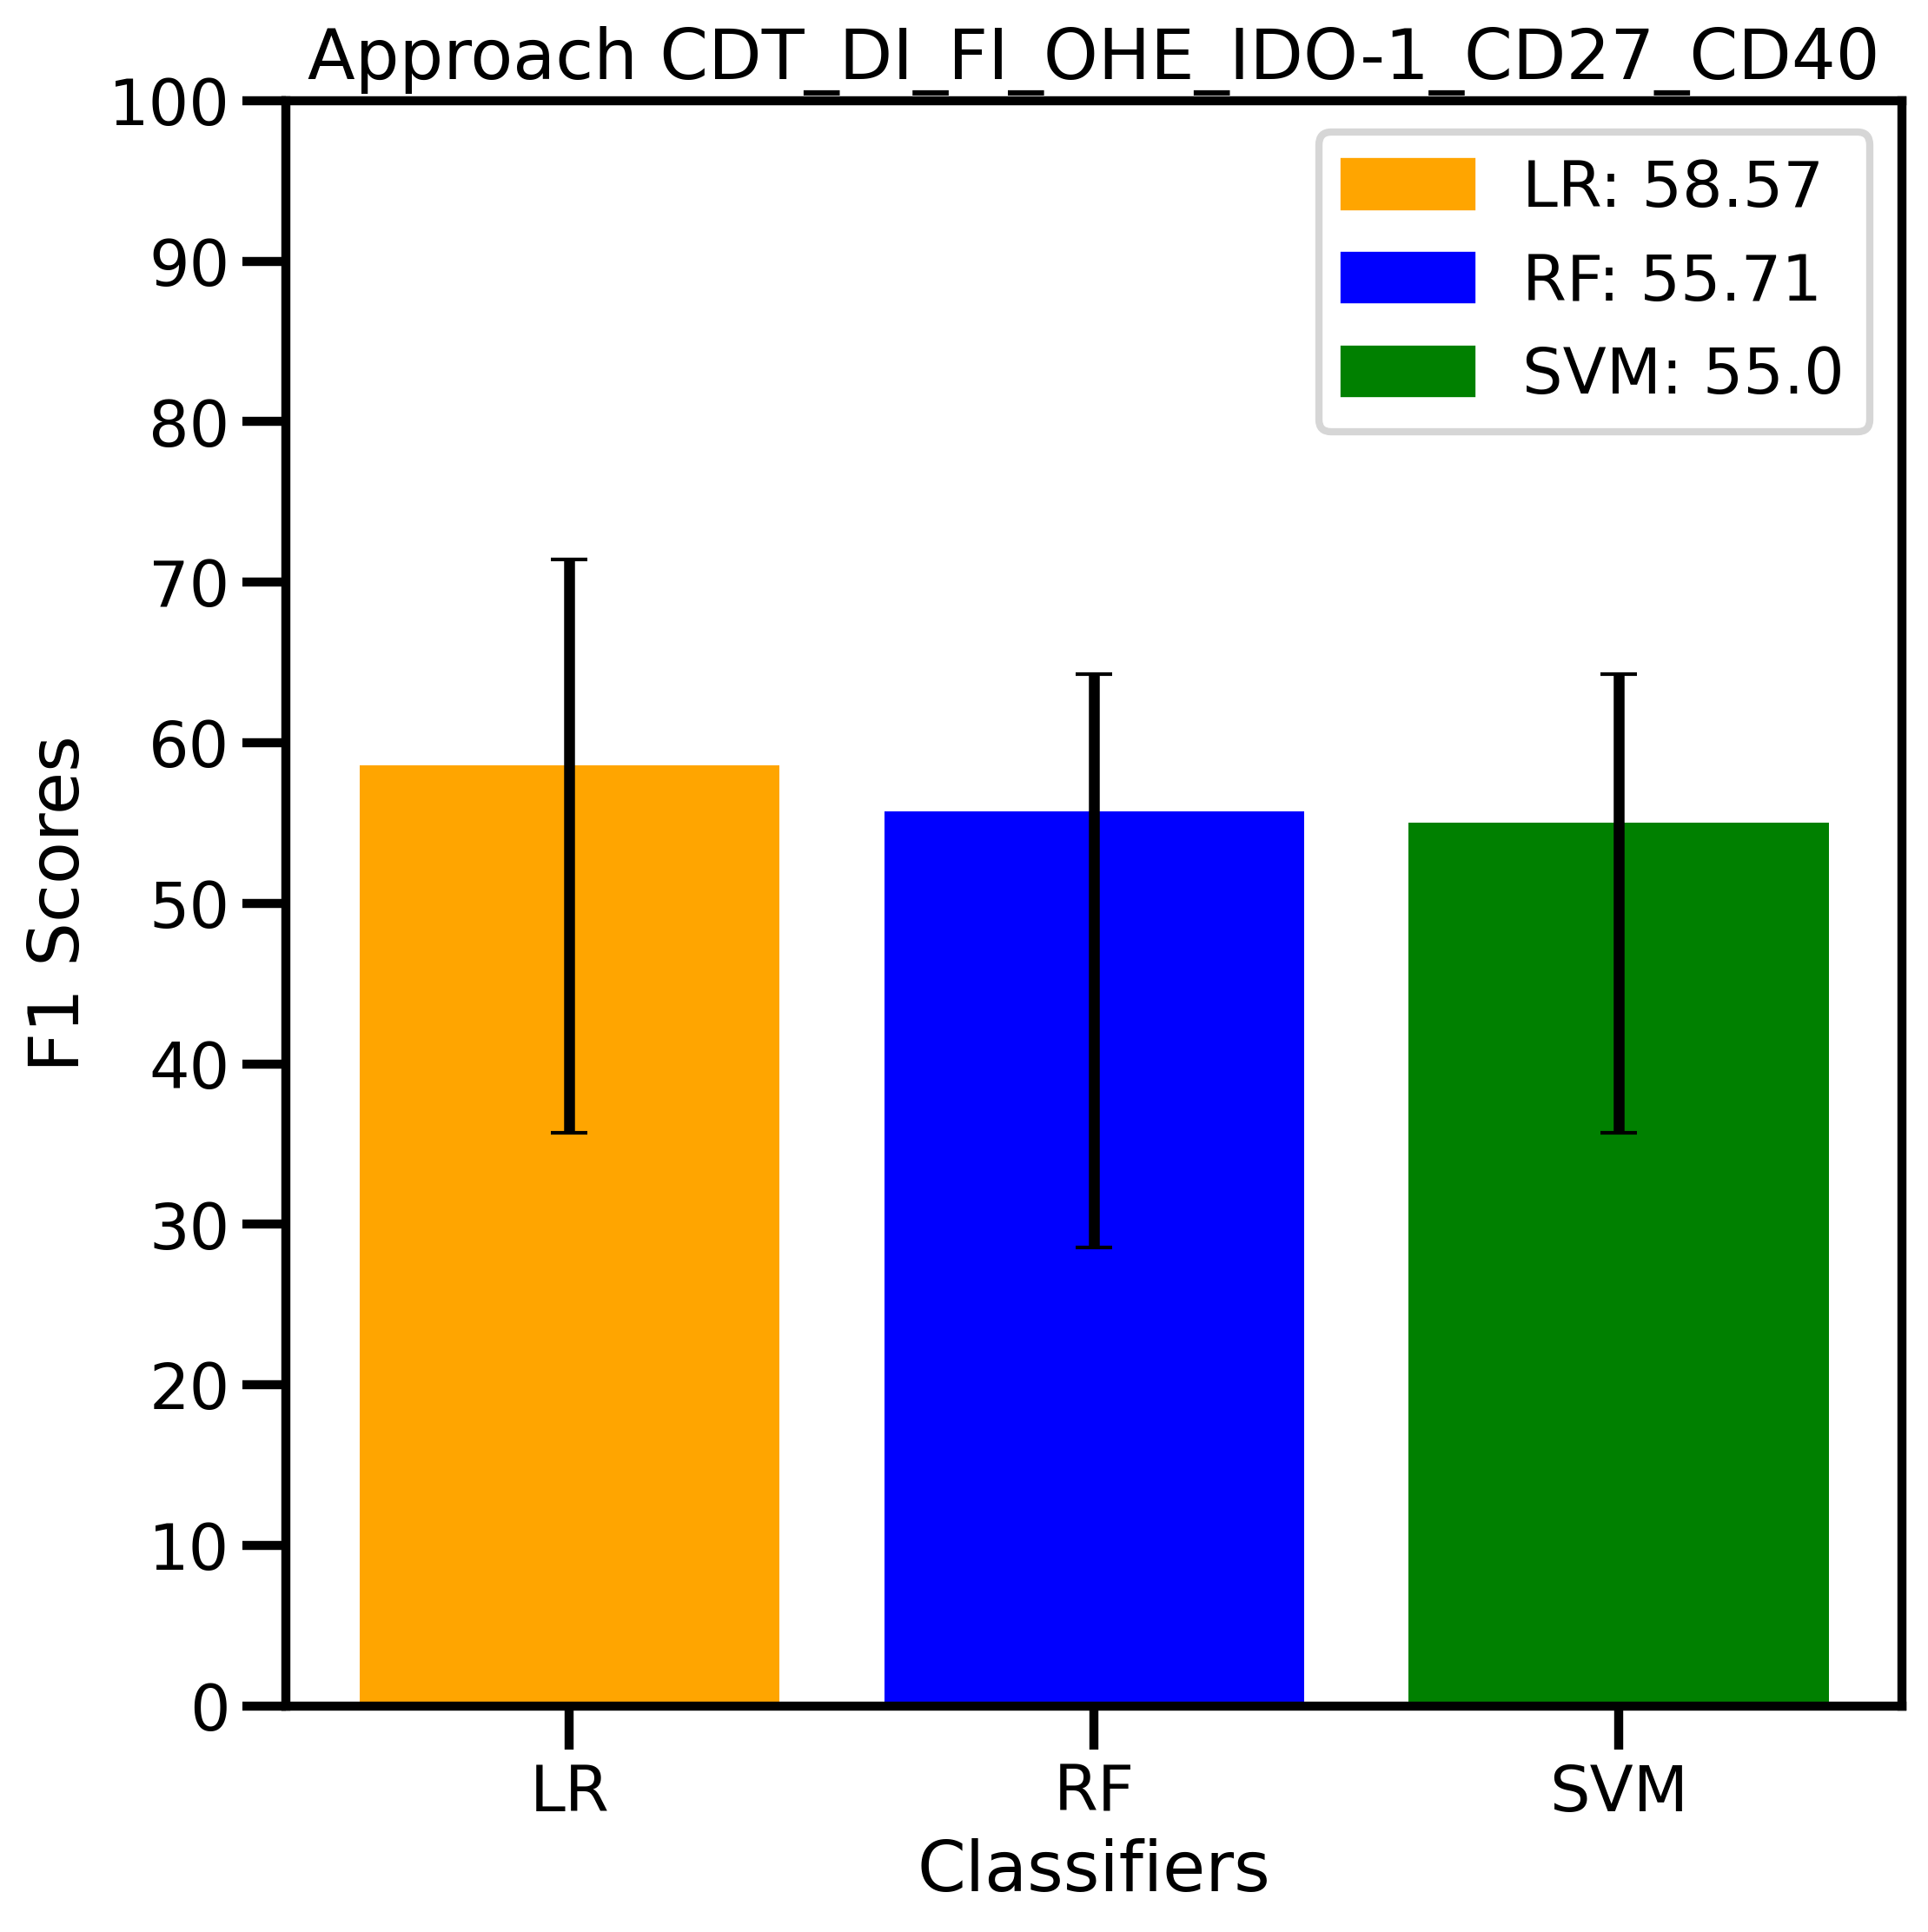 Approach CDT_DI_FI_OHE_IDO-1_CD27_CD40
100
90
80
70
60
50
40
30
20
10
0
F1 Scores
LR: 58.57
RF: 55.71
SVM: 55.0
LR
RF
SVM
Classifiers